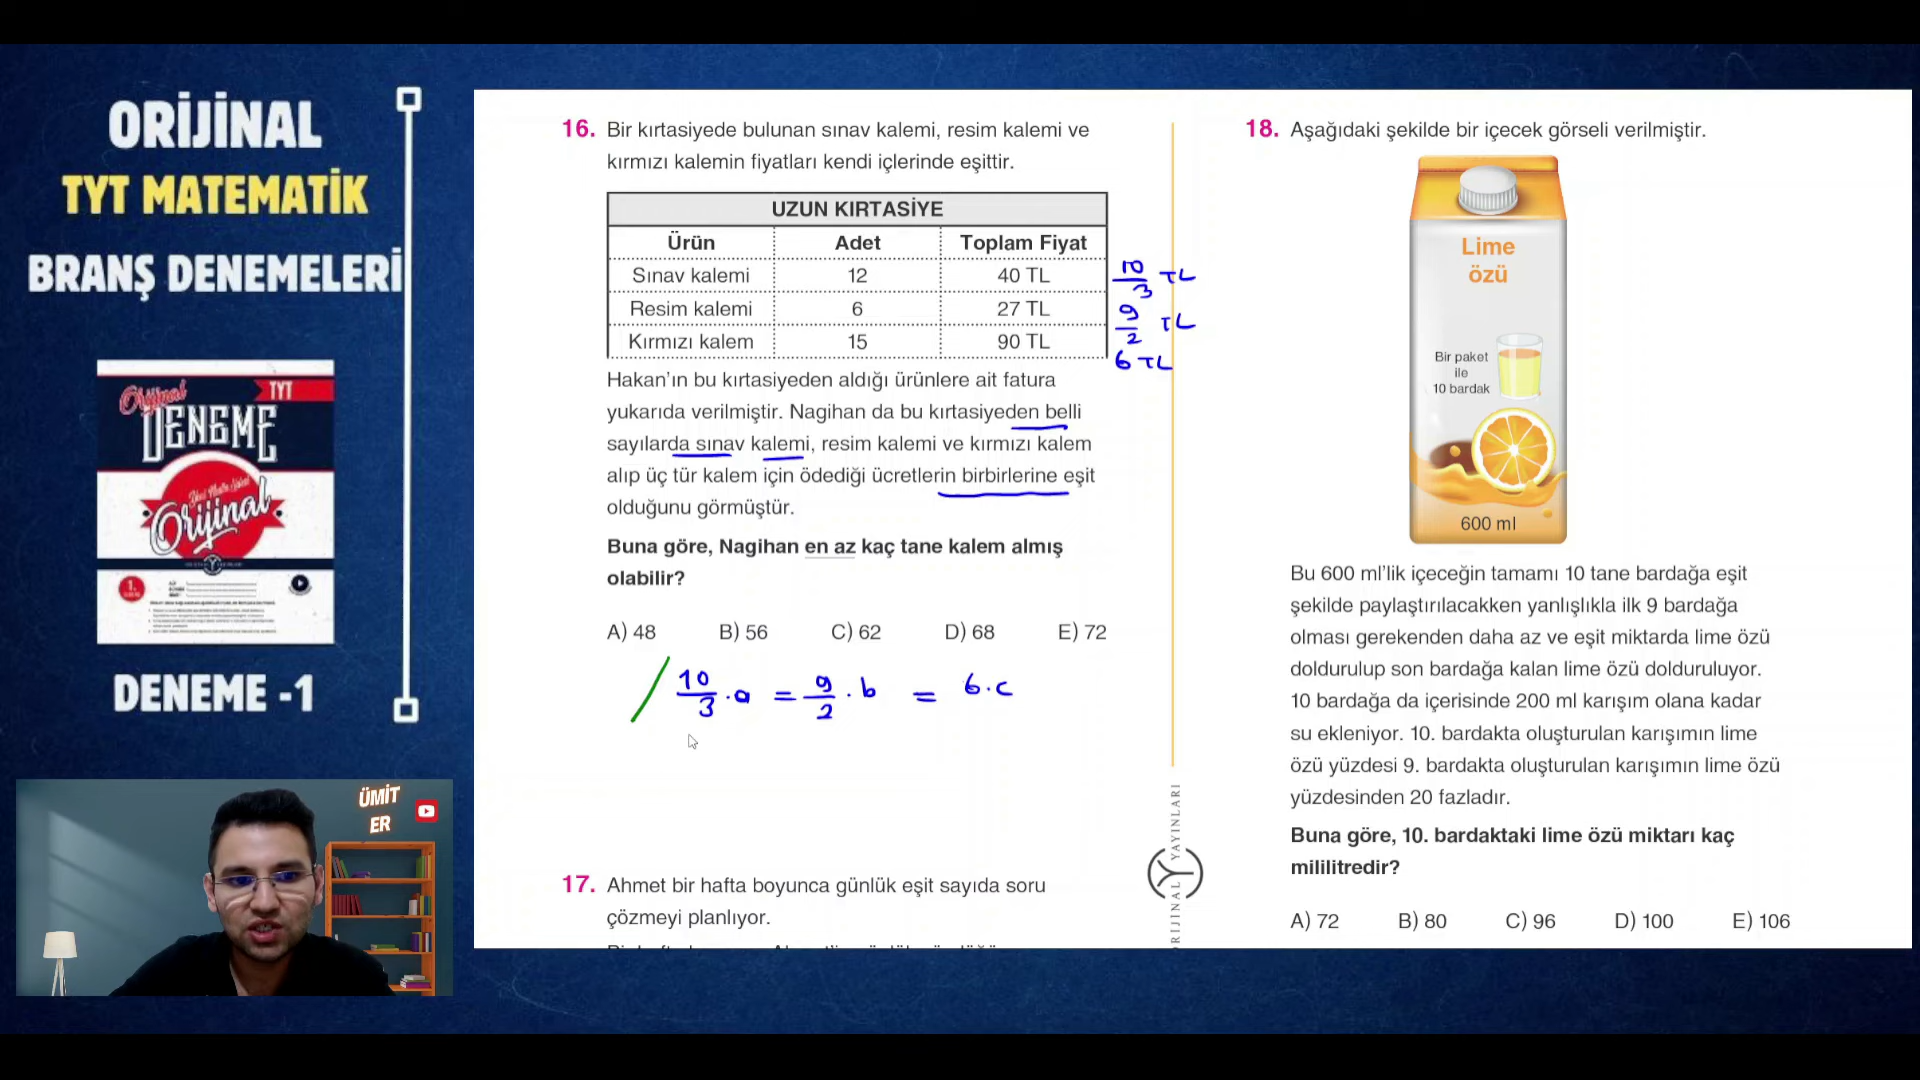 ORİJİNAL
TYT MATEMATİK
BRANŞ DENEMELERİ
Orijinal
TYT
DENEME
Orijinal
1.
DENEME -1
ÜMİT
ER
16. Bir kırtasiyede bulunan sınav kalemi, resim kalemi ve
kırmızı kalemin fiyatları kendi içlerinde eşittir.
UZUN KIRTASİYE
Ürün Adet Toplam Fiyat
Sınav kalemi 12 40 TL 10/3 TL
Resim kalemi 6 27 TL 9/2 TL
Kırmızı kalem 15 90 TL 6 TL
Hakan'ın bu kırtasiyeden aldığı ürünlere ait fatura
yukarıda verilmiştir. Nagihan da bu kırtasiyeden belli
sayılarda sınav kalemi, resim kalemi ve kırmızı kalem
alıp üç tür kalem için ödediği ücretlerin birbirlerine eşit
olduğunu görmüştür.
Buna göre, Nagihan en az kaç tane kalem almış
olabilir?
A) 48 B) 56 C) 62 D) 68 E) 72
10/3 · a = 9/2 · b = 6 · c
17. Ahmet bir hafta boyunca günlük eşit sayıda soru
çözmeyi planlıyor.
ORİJİNAL YAYINLARI
18. Aşağıdaki şekilde bir içecek görseli verilmiştir.
Lime
özü
Bir paket
ile
10 bardak
600 ml
Bu 600 ml'lik içeceğin tamamı 10 tane bardağa eşit
şekilde paylaştırılacakken yanlışlıkla ilk 9 bardağa
olması gerekenden daha az ve eşit miktarda lime özü
doldurulup son bardağa kalan lime özü dolduruluyor.
10 bardağa da içerisinde 200 ml karışım olana kadar
su ekleniyor. 10. bardakta oluşturulan karışımın lime
özü yüzdesi 9. bardakta oluşturulan karışımın lime özü
yüzdesinden 20 fazladır.
Buna göre, 10. bardaktaki lime özü miktarı kaç
mililitredir?
A) 72 B) 80 C) 96 D) 100 E) 106